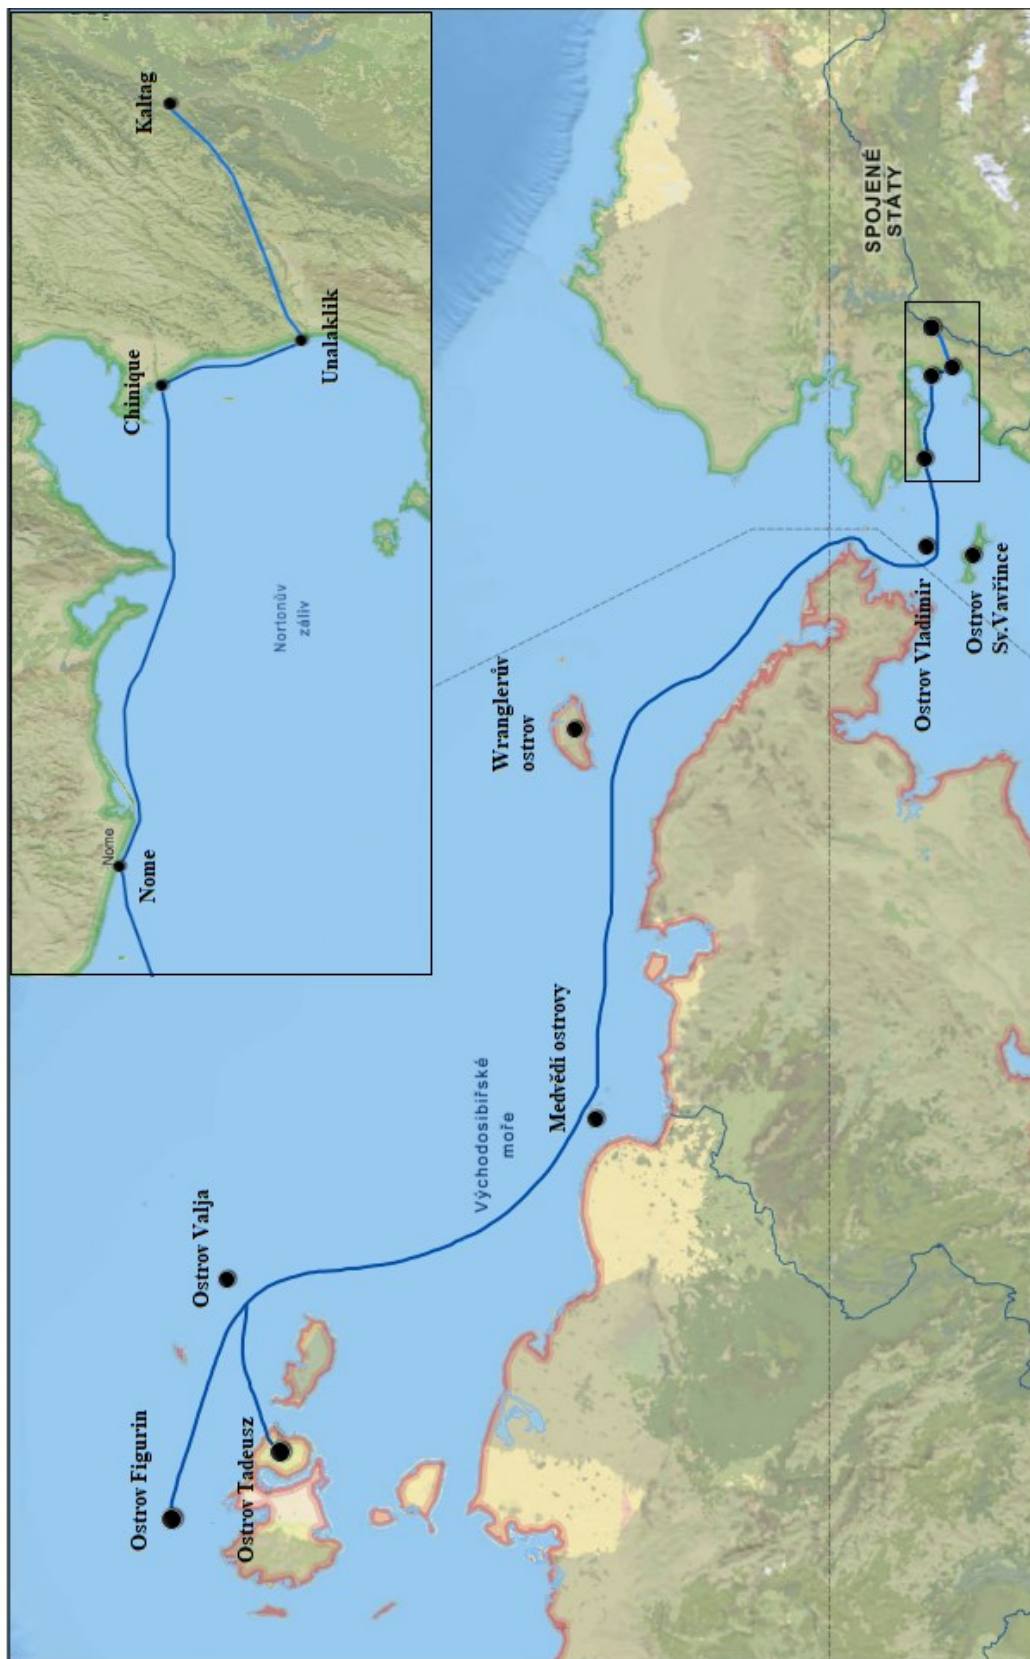 Kaltag
Chinique
Unalaklik
Nortonův
záliv
Nome
Nome
SPOJENÉ
STÁTY
Ostrov Vladimir
Ostrov
Sv.Vavřince
Wranglerův
ostrov
Medvědí ostrovy
Východosibiřské
moře
Ostrov Valja
Ostrov Figurin
Ostrov Tadeusz